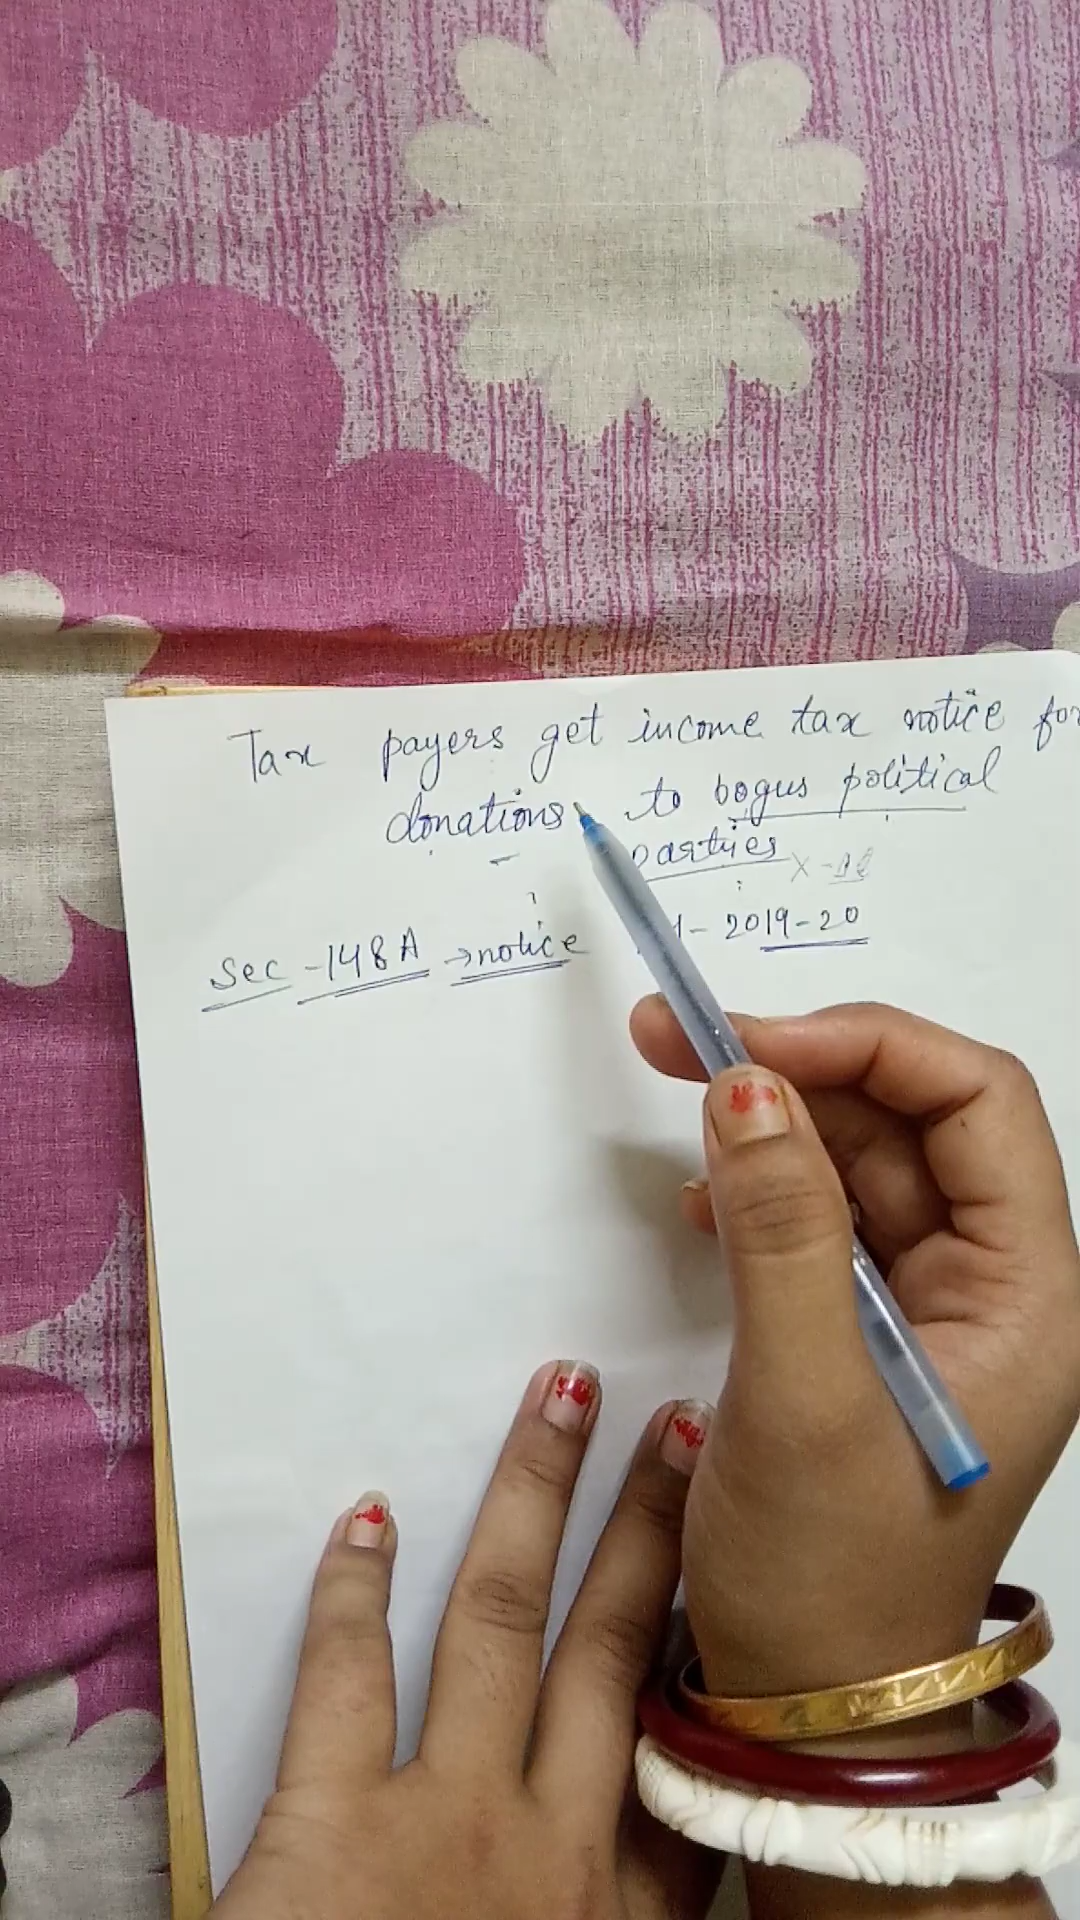 Tax payers get income tax notice for
donations to bogus political
parties
Sec - 148A → notice - 2019-20